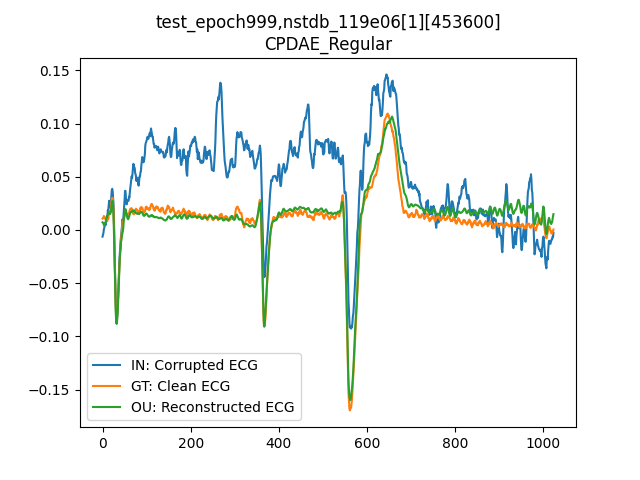 test_epoch999,nstdb_119e06[1][453600]
CPDAE_Regular
0.15
0.10
0.05
0.00
−0.05
−0.10
−0.15
IN: Corrupted ECG
GT: Clean ECG
OU: Reconstructed ECG
0 200 400 600 800 1000